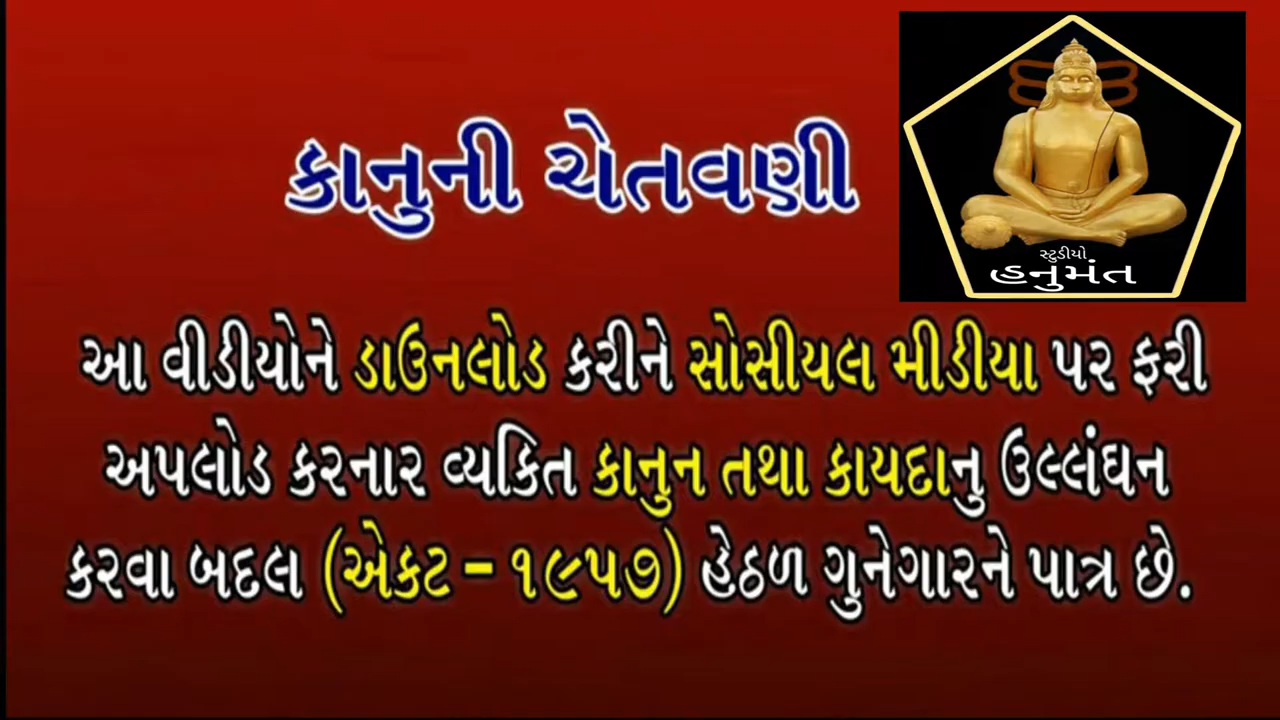 કાનુની ચેતવણી
સ્ટુડીયો
હનુમંત
આ વીડીયોને ડાઉનલોડ કરીને સોસીયલ મીડીયા પર ફરી
અપલોડ કરનાર વ્યકિત કાનુન તથા કાયદાનુ ઉલ્લંઘન
કરવા બદલ (એકટ – ૧૯૫૭) હેઠળ ગુનેગારને પાત્ર છે.